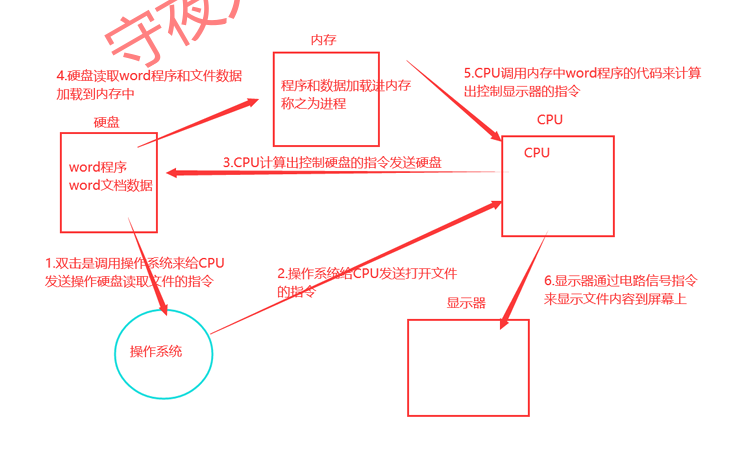 守夜
内存
4.硬盘读取word程序和文件数据
加载到内存中
程序和数据加载进内存
称之为进程
5.CPU调用内存中word程序的代码来计算
出控制显示器的指令
硬盘
CPU
CPU
word程序
word文档数据
3.CPU计算出控制硬盘的指令发送硬盘
1.双击是调用操作系统来给CPU
发送操作硬盘读取文件的指令
2.操作系统给CPU发送打开文件
的指令
6.显示器通过电路信号指令
来显示文件内容到屏幕上
显示器
操作系统